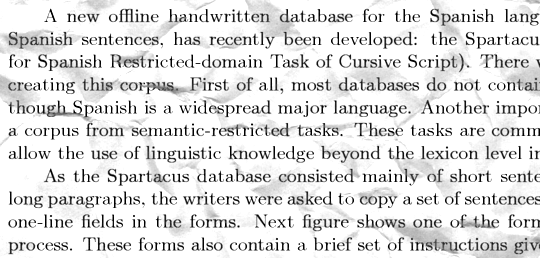 A new offline handwritten database for the Spanish lang
Spanish sentences, has recently been developed: the Spartacu
for Spanish Restricted-domain Task of Cursive Script). There
creating this corpus. First of all, most databases do not contai
though Spanish is a widespread major language. Another impor
a corpus from semantic-restricted tasks. These tasks are comm
allow the use of linguistic knowledge beyond the lexicon level in
As the Spartacus database consisted mainly of short sente
long paragraphs, the writers were asked to copy a set of sentences
one-line fields in the forms. Next figure shows one of the form
process. These forms also contain a brief set of instructions give